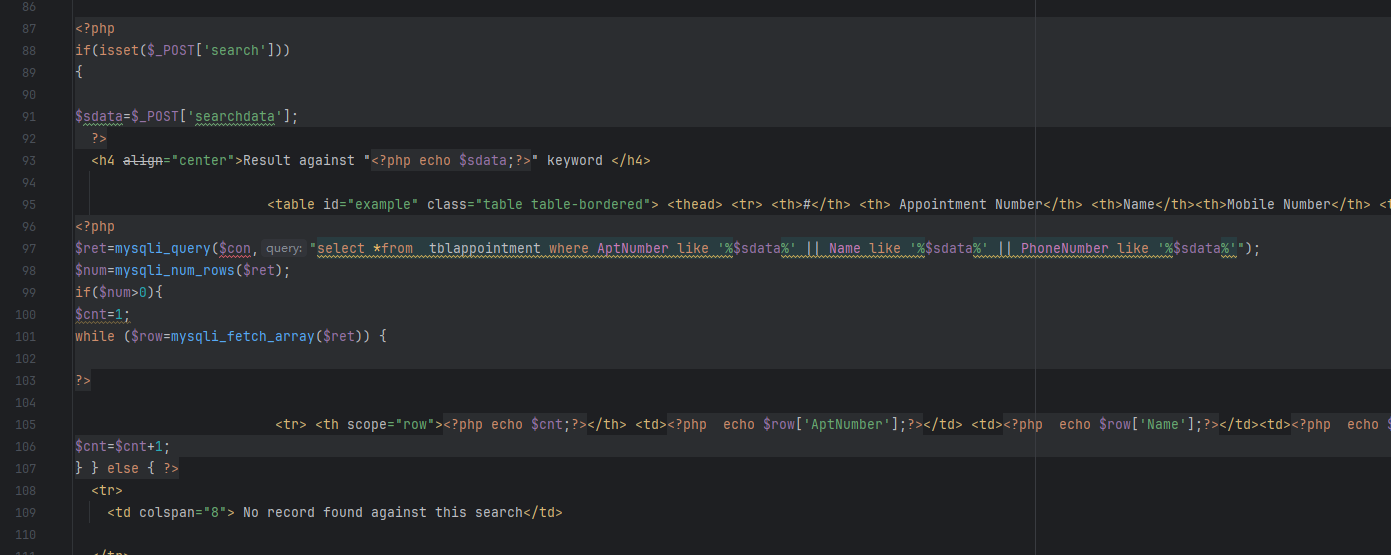 86
87 <?php
88 if(isset($_POST['search']))
89 {
90
91 $sdata=$_POST['searchdata'];
92 ?>
93 <h4 align="center">Result against "<?php echo $sdata;?>" keyword </h4>
94
95 <table id="example" class="table table-bordered"> <thead> <tr> <th>#</th> <th> Appointment Number</th> <th>Name</th><th>Mobile Number</th> <t
96 <?php
97 $ret=mysqli_query($con, query: "select *from  tblappointment where AptNumber like '%$sdata%' || Name like '%$sdata%' || PhoneNumber like '%$sdata%'");
98 $num=mysqli_num_rows($ret);
99 if($num>0){
100 $cnt=1;
101 while ($row=mysqli_fetch_array($ret)) {
102
103 ?>
104
105 <tr> <th scope="row"><?php echo $cnt;?></th> <td><?php  echo $row['AptNumber'];?></td> <td><?php  echo $row['Name'];?></td><td><?php  echo $
106 $cnt=$cnt+1;
107 } } else { ?>
108 <tr>
109 <td colspan="8"> No record found against this search</td>
110
111 </tr>